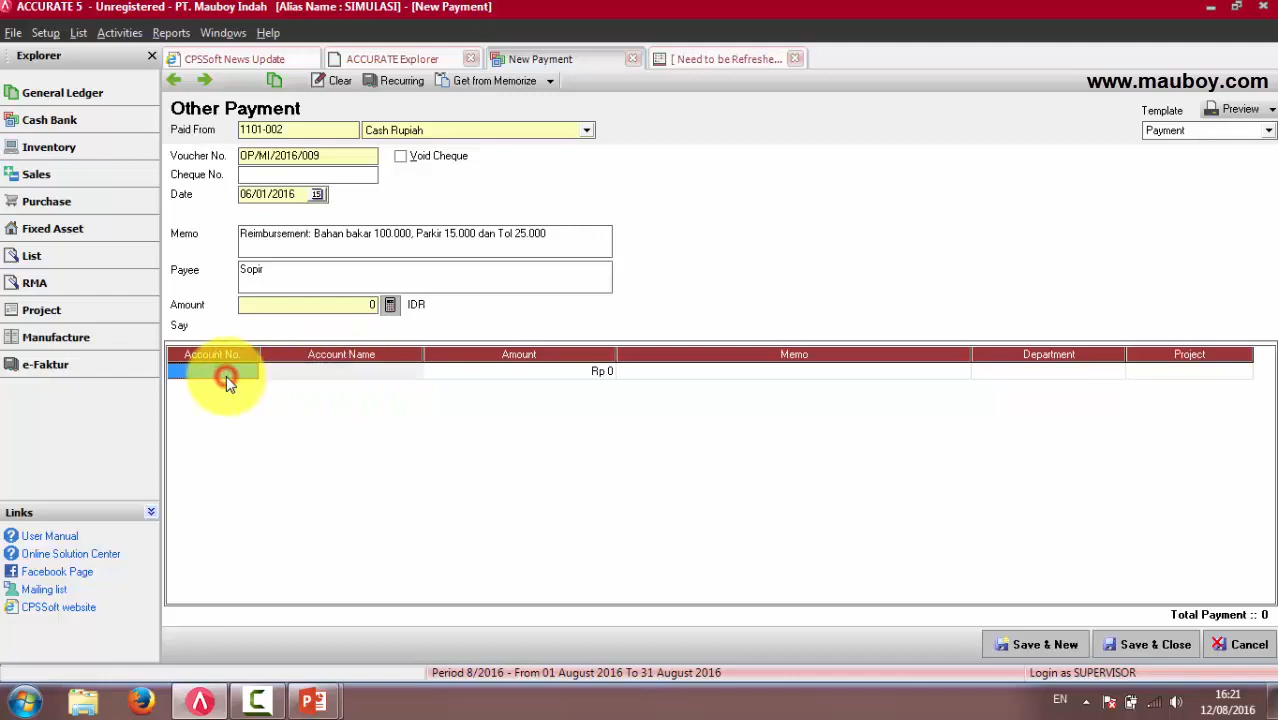 ACCURATE 5 - Unregistered - PT. Mauboy Indah [Alias Name : SIMULASI] - [New Payment]
File Setup List Activities Reports Windows Help
Explorer
CPSSoft News Update
ACCURATE Explorer
New Payment
[ Need to be Refreshe...
Clear
Recurring
Get from Memorize
www.mauboy.com
General Ledger
Cash Bank
Inventory
Sales
Purchase
Fixed Asset
List
RMA
Project
Manufacture
e-Faktur
Other Payment
Template
Preview
Paid From 1101-002 Cash Rupiah
Payment
Voucher No. OP/MI/2016/009 Void Cheque
Cheque No.
Date 06/01/2016 15
Memo Reimbursement: Bahan bakar 100.000, Parkir 15.000 dan Tol 25.000
Payee Sopir
Amount 0 IDR
Say
Account No. Account Name Amount Memo Department Project
Rp 0
Links
User Manual
Online Solution Center
Facebook Page
Mailing list
CPSSoft website
Total Payment :: 0
Save & New Save & Close Cancel
Period 8/2016 - From 01 August 2016 To 31 August 2016 Login as SUPERVISOR
EN
16:21
12/08/2016